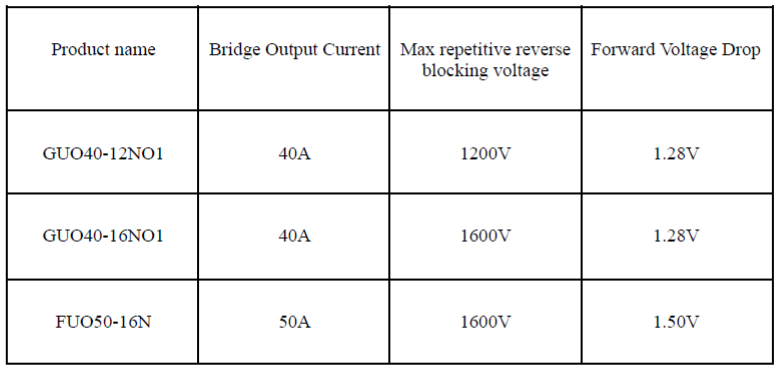 Product name
Bridge Output Current
Max repetitive reverse
blocking voltage
Forward Voltage Drop
GUO40-12NO1
40A
1200V
1.28V
GUO40-16NO1
40A
1600V
1.28V
FUO50-16N
50A
1600V
1.50V